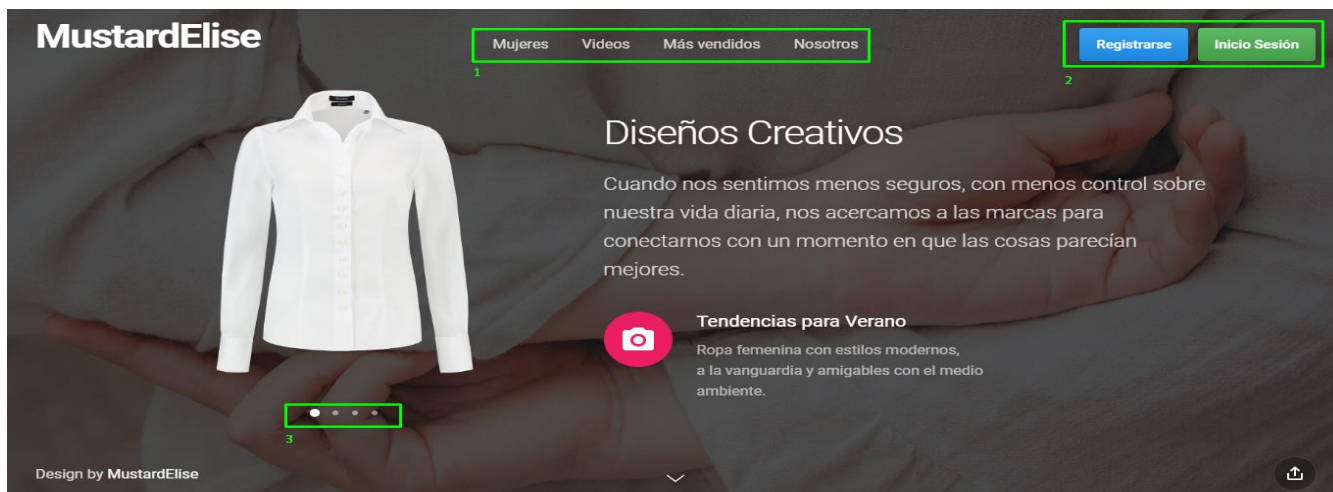 MustardElise
Mujeres Videos Más vendidos Nosotros
Registrarse Inicio Sesión
1
2
Diseños Creativos
Cuando nos sentimos menos seguros, con menos control sobre
nuestra vida diaria, nos acercamos a las marcas para
conectarnos con un momento en que las cosas parecían
mejores.
Tendencias para Verano
Ropa femenina con estilos modernos,
a la vanguardia y amigables con el medio
ambiente.
3
Design by MustardElise